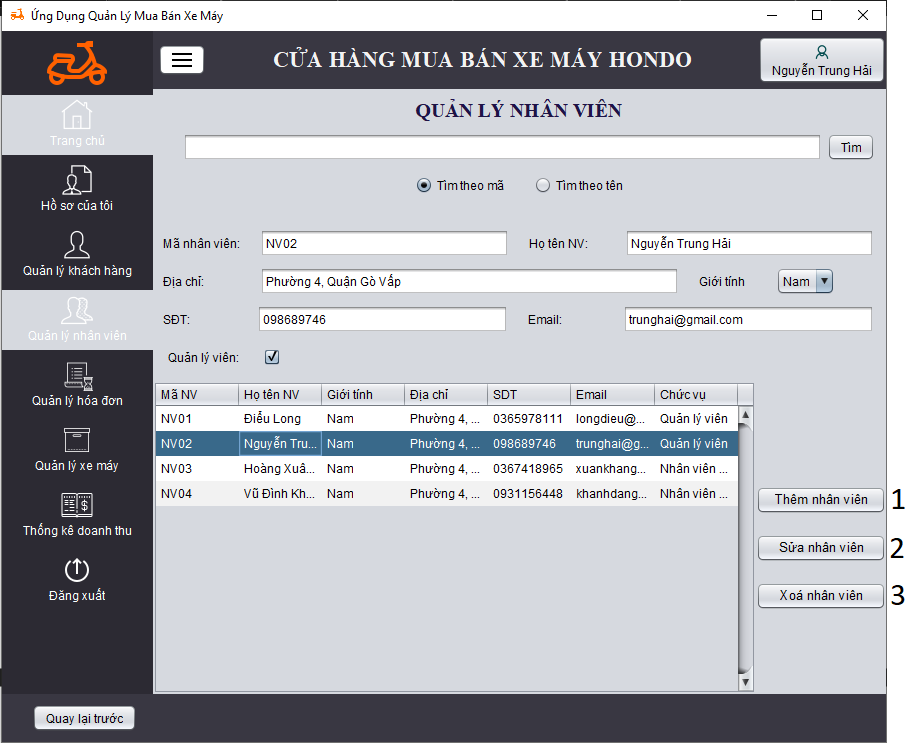 Ứng Dụng Quản Lý Mua Bán Xe Máy
CỬA HÀNG MUA BÁN XE MÁY HONDO
Nguyễn Trung Hải
Trang chủ
Hồ sơ của tôi
Quản lý khách hàng
Quản lý nhân viên
Quản lý hóa đơn
Quản lý xe máy
Thống kê doanh thu
Đăng xuất
QUẢN LÝ NHÂN VIÊN
Tìm
Tìm theo mã Tìm theo tên
Mã nhân viên: NV02 Họ tên NV: Nguyễn Trung Hải
Địa chỉ: Phường 4, Quận Gò Vấp Giới tính Nam
SĐT: 098689746 Email: trunghai@gmail.com
Quản lý viên:
Mã NV Họ tên NV Giới tính Địa chỉ SDT Email Chức vụ
NV01 Điểu Long Nam Phường 4, ... 0365978111 longdieu@... Quản lý viên
NV02 Nguyễn Tru... Nam Phường 4, ... 098689746 trunghai@g... Quản lý viên
NV03 Hoàng Xuâ... Nam Phường 4, ... 0367418965 xuankhang... Nhân viên ...
NV04 Vũ Đình Kh... Nam Phường 4, ... 0931156448 khanhdang... Nhân viên ...
Thêm nhân viên 1
Sửa nhân viên 2
Xoá nhân viên 3
Quay lại trước